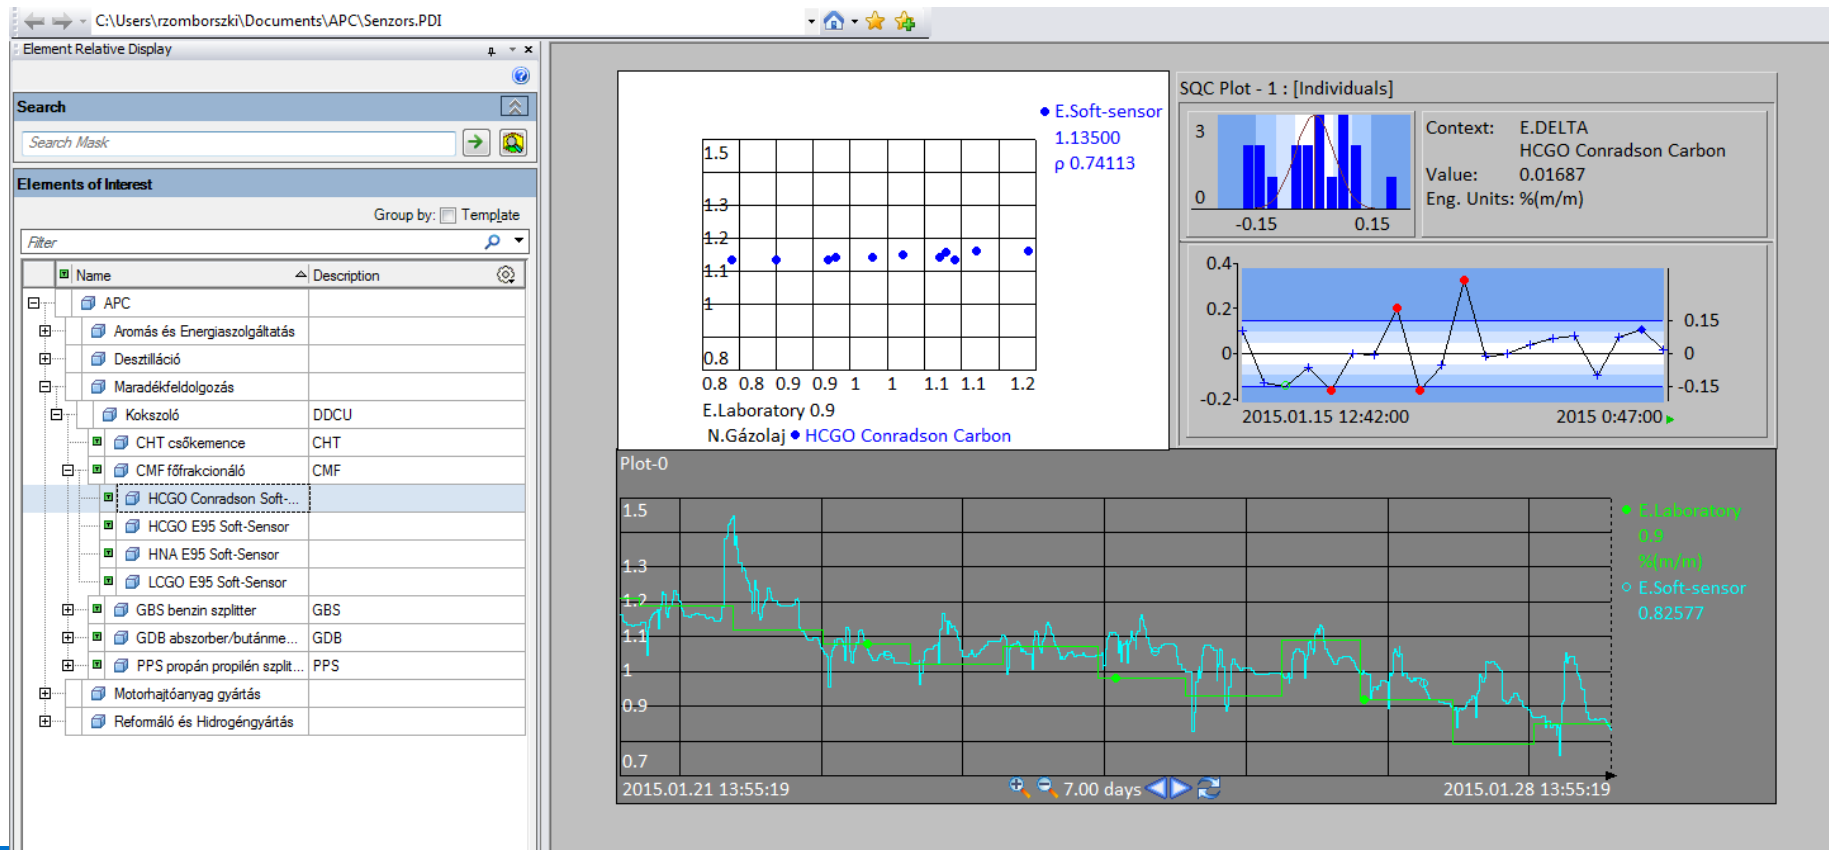 C:\Users\rzomborszki\Documents\APC\Senzors.PDI
Element Relative Display
Search
Search Mask
Elements of Interest
Group by: Template
Filter
Name Description
APC
Aromás és Energiaszolgáltatás
Desztilláció
Maradékfeldolgozás
Kokszoló DDCU
CHT csőkemence CHT
CMF főfrakcionáló CMF
HCGO Conradson Soft-...
HCGO E95 Soft-Sensor
HNA E95 Soft-Sensor
LCGO E95 Soft-Sensor
GBS benzin splitter GBS
GDB abszorber/butánme... GDB
PPS propán propilén szplit... PPS
Motorhajtóanyag gyártás
Reformáló és Hidrogéngyártás
E.Soft-sensor
1.13500
ρ 0.74113
1.5
1.3
1.2
1.1
1
0.8
0.8 0.8 0.9 0.9 1 1 1.1 1.1 1.2
E.Laboratory 0.9
N.Gázolaj HCGO Conradson Carbon
SQC Plot - 1 : [Individuals]
3
0
-0.15 0.15
Context: E.DELTA
HCGO Conradson Carbon
Value: 0.01687
Eng. Units: %(m/m)
0.4
0.2
0
-0.2
0.15
0
-0.15
2015.01.15 12:42:00 2015 0:47:00
Plot-0
1.5
1.3
1.2
1.1
1
0.9
0.7
E.Laboratory
0.9
%(m/m)
E.Soft-sensor
0.82577
2015.01.21 13:55:19 7.00 days 2015.01.28 13:55:19